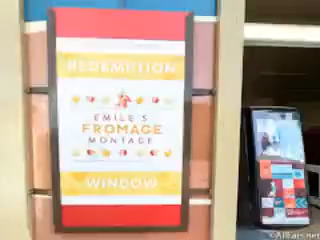 REDEMPTION
EMILE'S
FROMAGE
MONTAGE
WINDOW
©AllEars.net